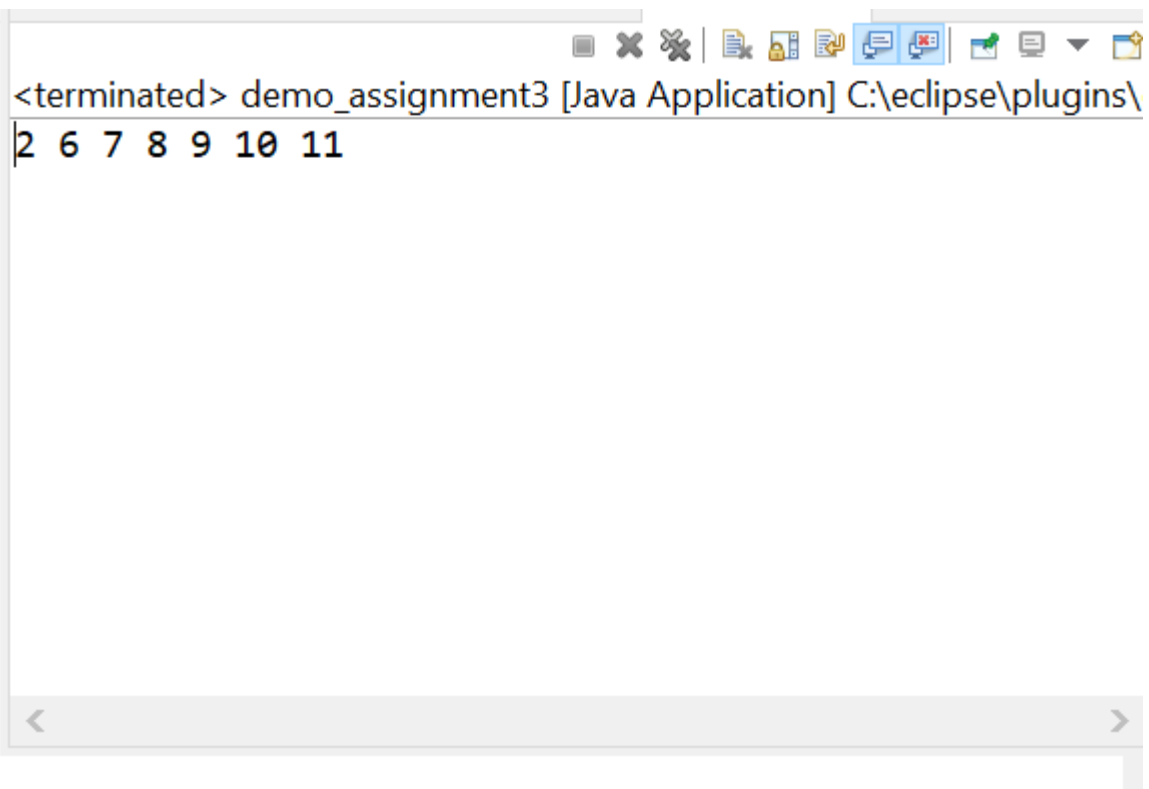 <terminated> demo_assignment3 [Java Application] C:\eclipse\plugins\
2 6 7 8 9 10 11